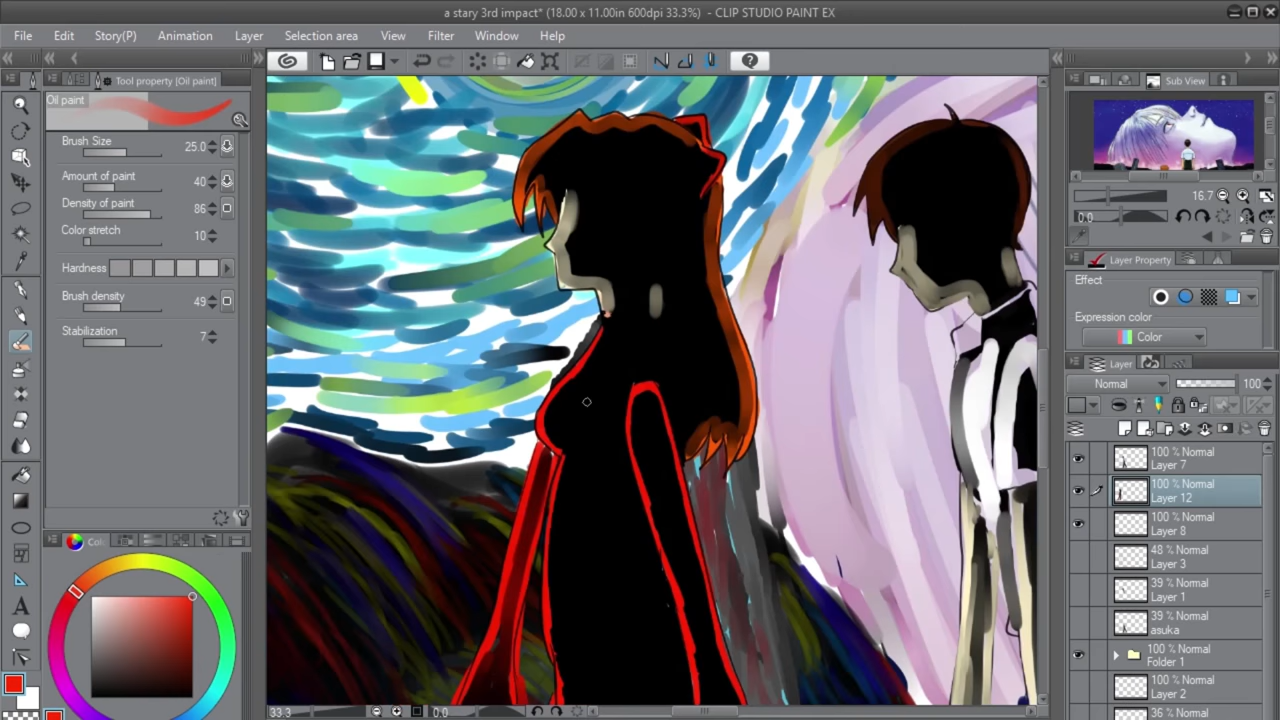 a stary 3rd impact* (18.00 x 11.00in 600dpi 33.3%)  - CLIP STUDIO PAINT EX
File Edit Story(P) Animation Layer Selection area View Filter Window Help
Tool property [Oil paint]
Sub View
Oil paint
Brush Size 25.0
Amount of paint 40
Density of paint 86
Color stretch 10
Hardness
Brush density 49
Stabilization 7
16.7
0.0
Layer Property
Effect
Expression color
Color
Layer
Normal 100
100 % Normal
Layer 7
100 % Normal
Layer 12
100 % Normal
Layer 8
48 % Normal
Layer 3
39 % Normal
Layer 1
39 % Normal
asuka
100 % Normal
Folder 1
100 % Normal
Layer 2
36 % Normal
33.3 0.0